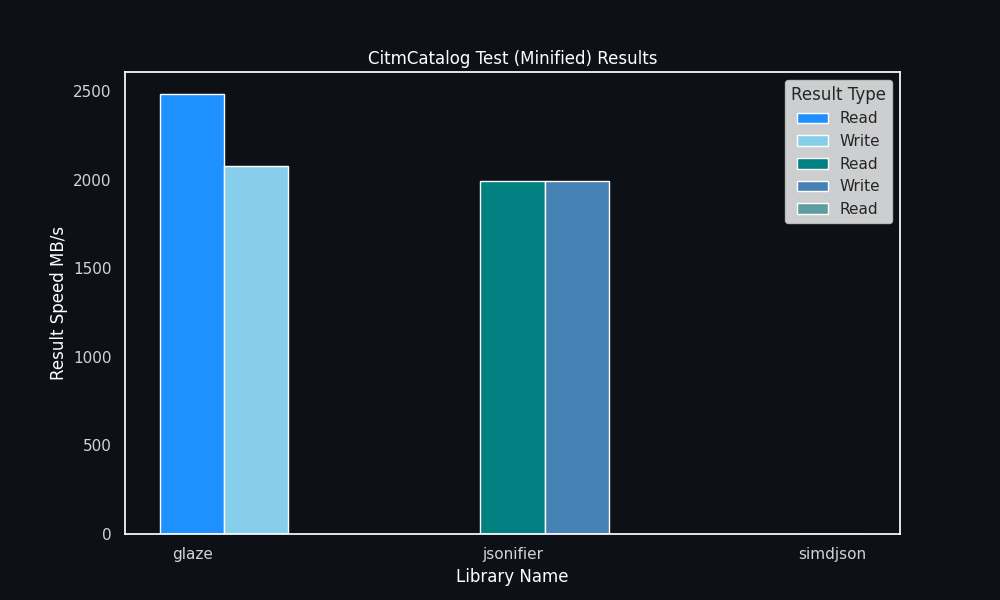 CitmCatalog Test (Minified) Results
Result Type
Read
Write
Read
Write
Read
Result Speed MB/s
2500
2000
1500
1000
500
0
glaze
jsonifier
simdjson
Library Name